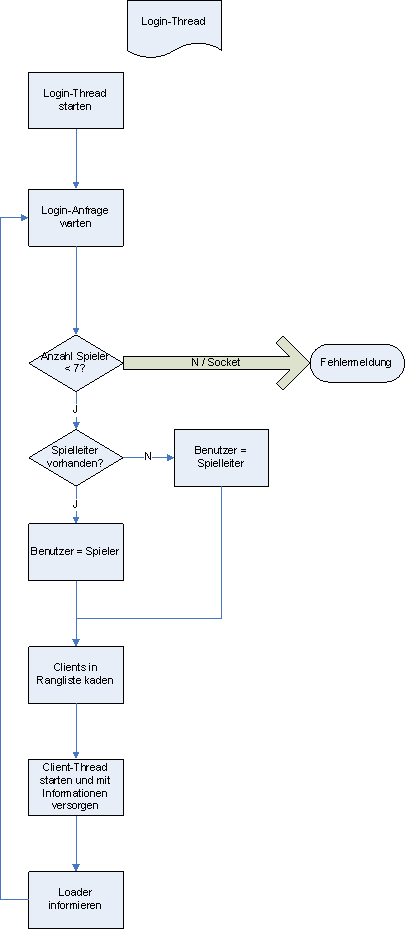 Login-Thread
Login-Thread
starten
Login-Anfrage
warten
Anzahl Spieler
< 7?
N / Socket
Fehlermeldung
J
Spielleiter
vorhanden?
N
Benutzer =
Spielleiter
J
Benutzer = Spieler
Clients in
Rangliste kaden
Client-Thread
starten und mit
Informationen
versorgen
Loader
informieren